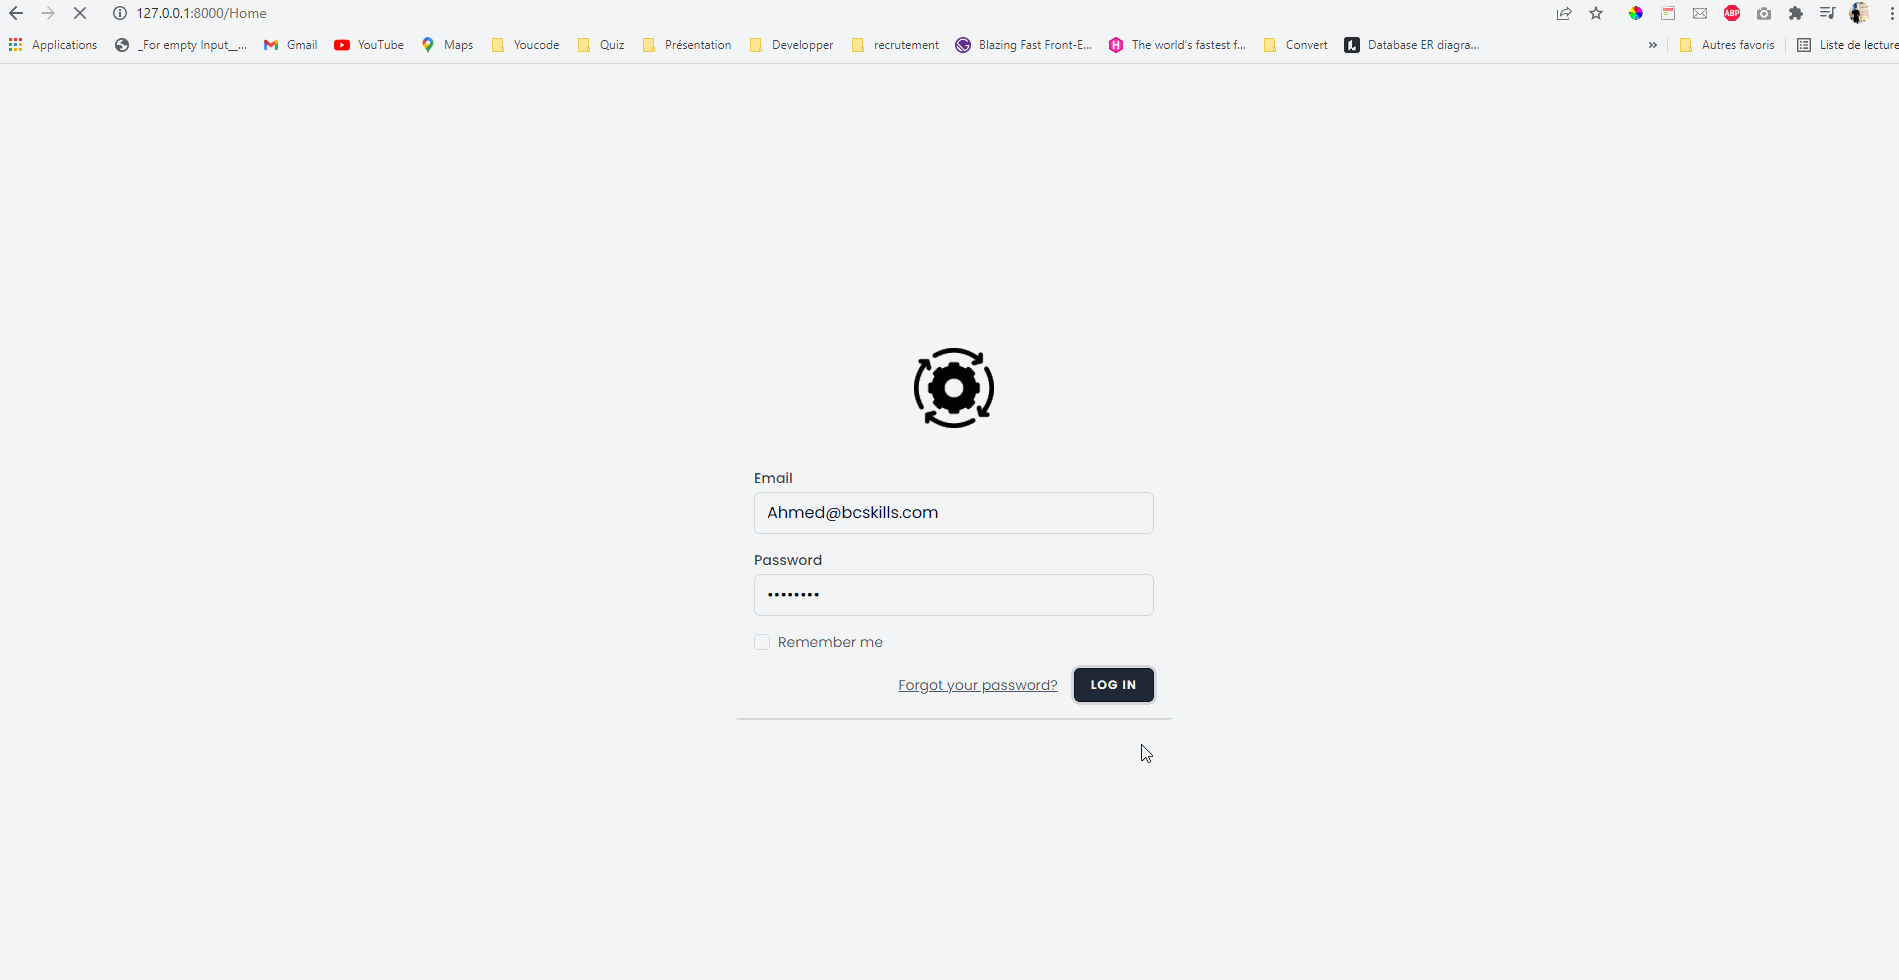 127.0.0.1:8000/Home
Applications _For empty Input__... Gmail YouTube Maps Youcode Quiz Présentation Developper recrutement Blazing Fast Front-E... The world's fastest f... Convert Database ER diagra... » Autres favoris Liste de lecture
ABP
Email
Ahmed@bcskills.com
Password
••••••••
Remember me
Forgot your password? LOG IN